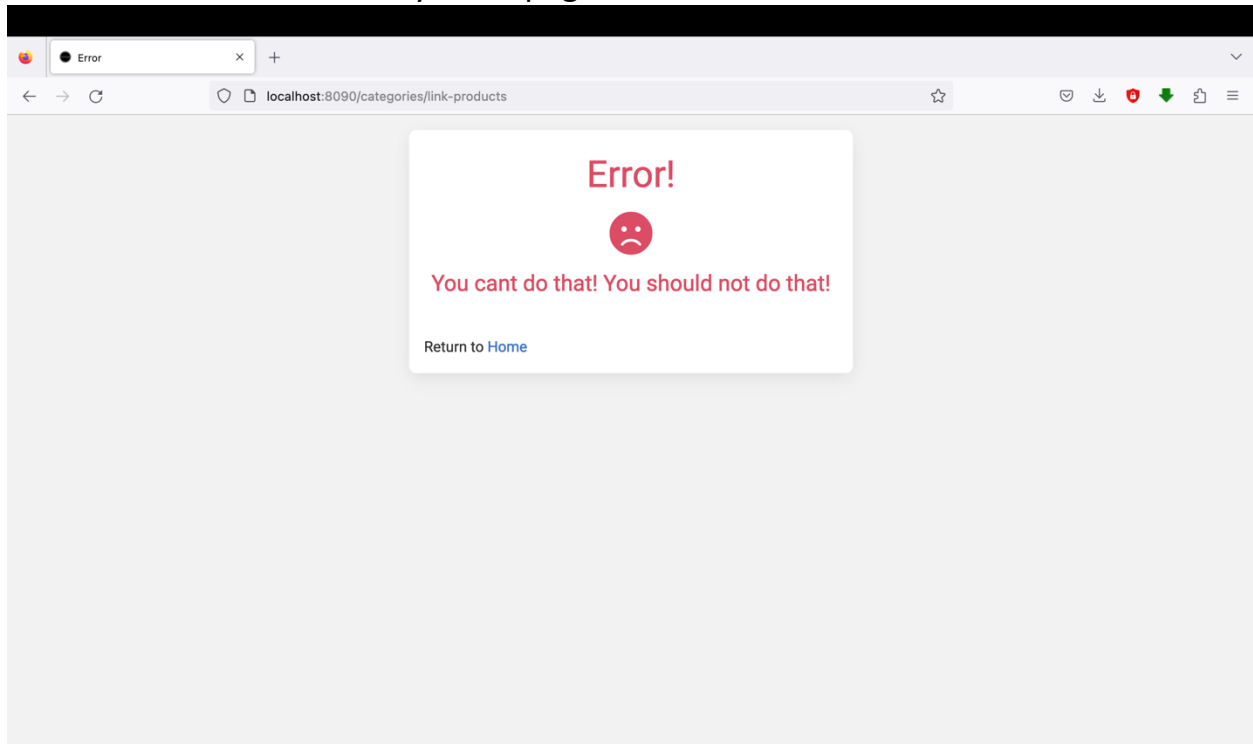 Error
localhost:8090/categories/link-products
Error!
You cant do that! You should not do that!
Return to Home